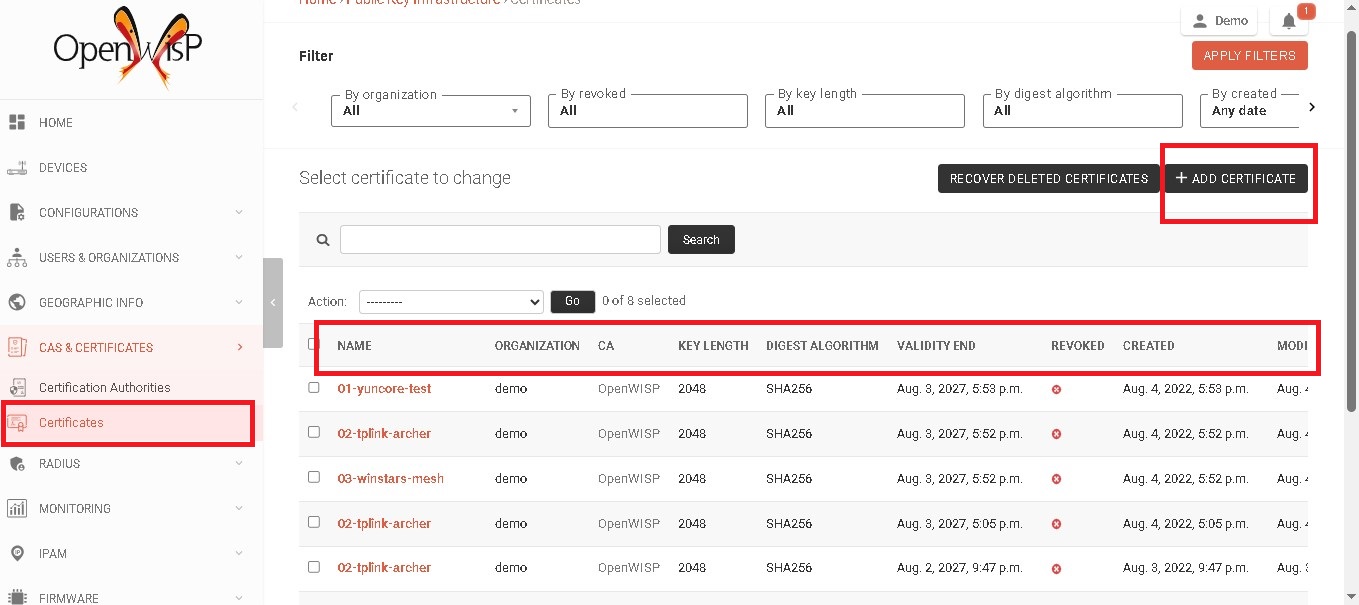 OpenWISP
HOME
DEVICES
CONFIGURATIONS
USERS & ORGANIZATIONS
GEOGRAPHIC INFO
CAS & CERTIFICATES
Certification Authorities
Certificates
RADIUS
MONITORING
IPAM
FIRMWARE
Home › Public Key Infrastructure › Certificates
Demo
1
Filter
APPLY FILTERS
By organization
All
By revoked
All
By key length
All
By digest algorithm
All
By created
Any date
Select certificate to change
RECOVER DELETED CERTIFICATES
+ ADD CERTIFICATE
Search
Action: --------- Go 0 of 8 selected
NAME ORGANIZATION CA KEY LENGTH DIGEST ALGORITHM VALIDITY END REVOKED CREATED MODI
01-yuncore-test demo OpenWISP 2048 SHA256 Aug. 3, 2027, 5:53 p.m. Aug. 4, 2022, 5:53 p.m. Aug. 4
02-tplink-archer demo OpenWISP 2048 SHA256 Aug. 3, 2027, 5:52 p.m. Aug. 4, 2022, 5:52 p.m. Aug. 4
03-winstars-mesh demo OpenWISP 2048 SHA256 Aug. 3, 2027, 5:52 p.m. Aug. 4, 2022, 5:52 p.m. Aug. 4
02-tplink-archer demo OpenWISP 2048 SHA256 Aug. 3, 2027, 5:05 p.m. Aug. 4, 2022, 5:05 p.m. Aug. 4
02-tplink-archer demo OpenWISP 2048 SHA256 Aug. 2, 2027, 9:47 p.m. Aug. 3, 2022, 9:47 p.m. Aug. 3